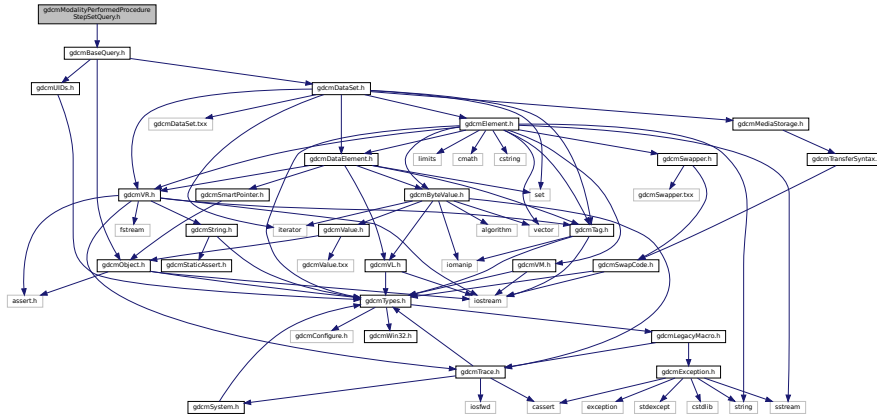 gdcmModalityPerformedProcedure
StepSetQuery.h
gdcmBaseQuery.h
gdcmUIDs.h
gdcmDataSet.h
gdcmDataSet.txx
gdcmElement.h
gdcmMediaStorage.h
gdcmDataElement.h
limits
cmath
cstring
gdcmSwapper.h
gdcmTransferSyntax.h
gdcmVR.h
gdcmSmartPointer.h
gdcmByteValue.h
set
gdcmSwapper.txx
fstream
gdcmString.h
iterator
gdcmValue.h
algorithm
vector
gdcmTag.h
gdcmObject.h
gdcmStaticAssert.h
gdcmValue.txx
gdcmVL.h
iomanip
gdcmVM.h
gdcmSwapCode.h
assert.h
gdcmTypes.h
iostream
gdcmConfigure.h
gdcmWin32.h
gdcmLegacyMacro.h
gdcmTrace.h
gdcmException.h
gdcmSystem.h
iosfwd
cassert
exception
stdexcept
cstdlib
string
sstream